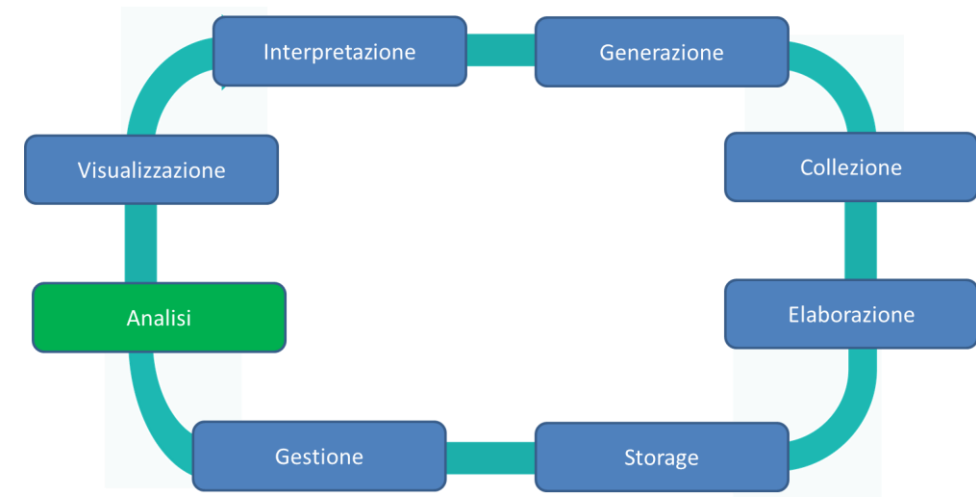 Interpretazione
Generazione
Visualizzazione
Collezione
Analisi
Elaborazione
Gestione
Storage